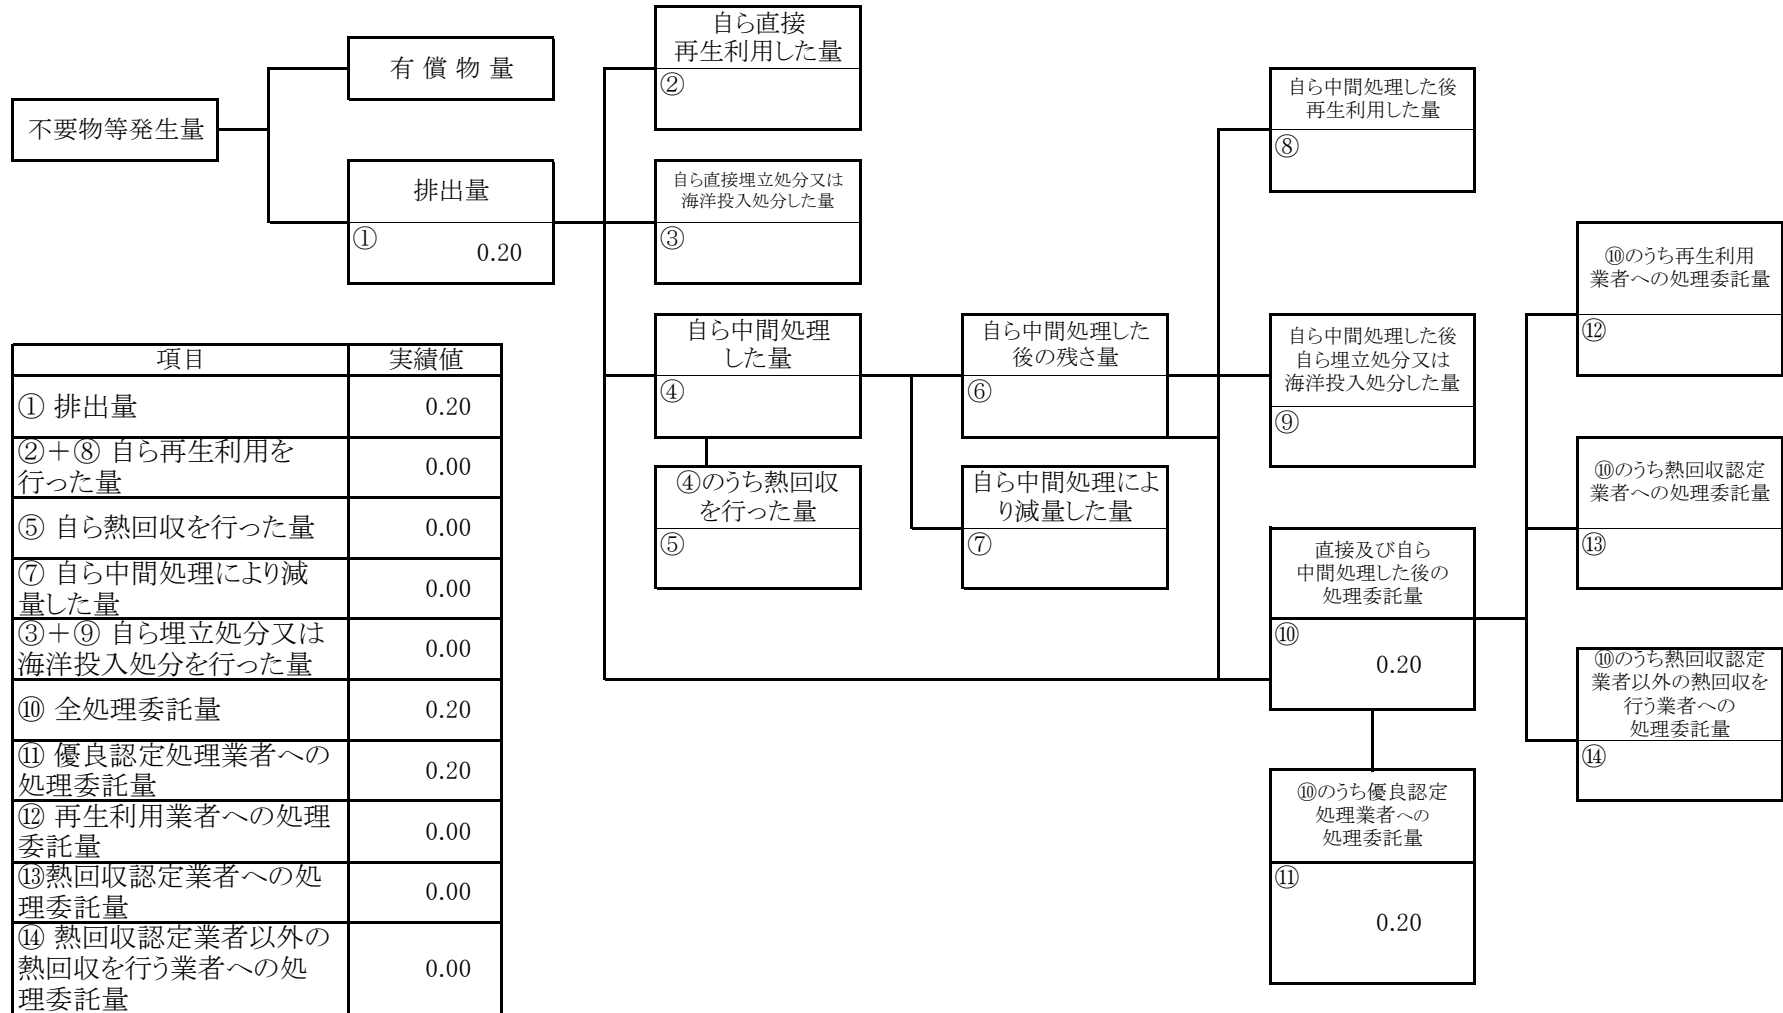 不要物等発生量
有償物量
排出量
①
0.20
自ら直接
再生利用した量
②
自ら直接埋立処分又は
海洋投入処分した量
③
自ら中間処理
した量
④
④のうち熱回収
を行った量
⑤
自ら中間処理した
後の残さ量
⑥
自ら中間処理によ
り減量した量
⑦
自ら中間処理した後
再生利用した量
⑧
自ら中間処理した後
自ら埋立処分又は
海洋投入処分した量
⑨
直接及び自ら
中間処理した後の
処理委託量
⑩
0.20
⑩のうち優良認定
処理業者への
処理委託量
⑪
0.20
⑩のうち再生利用
業者への処理委託量
⑫
⑩のうち熱回収認定
業者への処理委託量
⑬
⑩のうち熱回収認定
業者以外の熱回収を
行う業者への
処理委託量
⑭
項目 実績値
① 排出量 0.20
②＋⑧ 自ら再生利用を
行った量 0.00
⑤ 自ら熱回収を行った量 0.00
⑦ 自ら中間処理により減
量した量 0.00
③＋⑨ 自ら埋立処分又は
海洋投入処分を行った量 0.00
⑩ 全処理委託量 0.20
⑪ 優良認定処理業者への
処理委託量 0.20
⑫ 再生利用業者への処理
委託量 0.00
⑬熱回収認定業者への処
理委託量 0.00
⑭ 熱回収認定業者以外の
熱回収を行う業者への処
理委託量 0.00